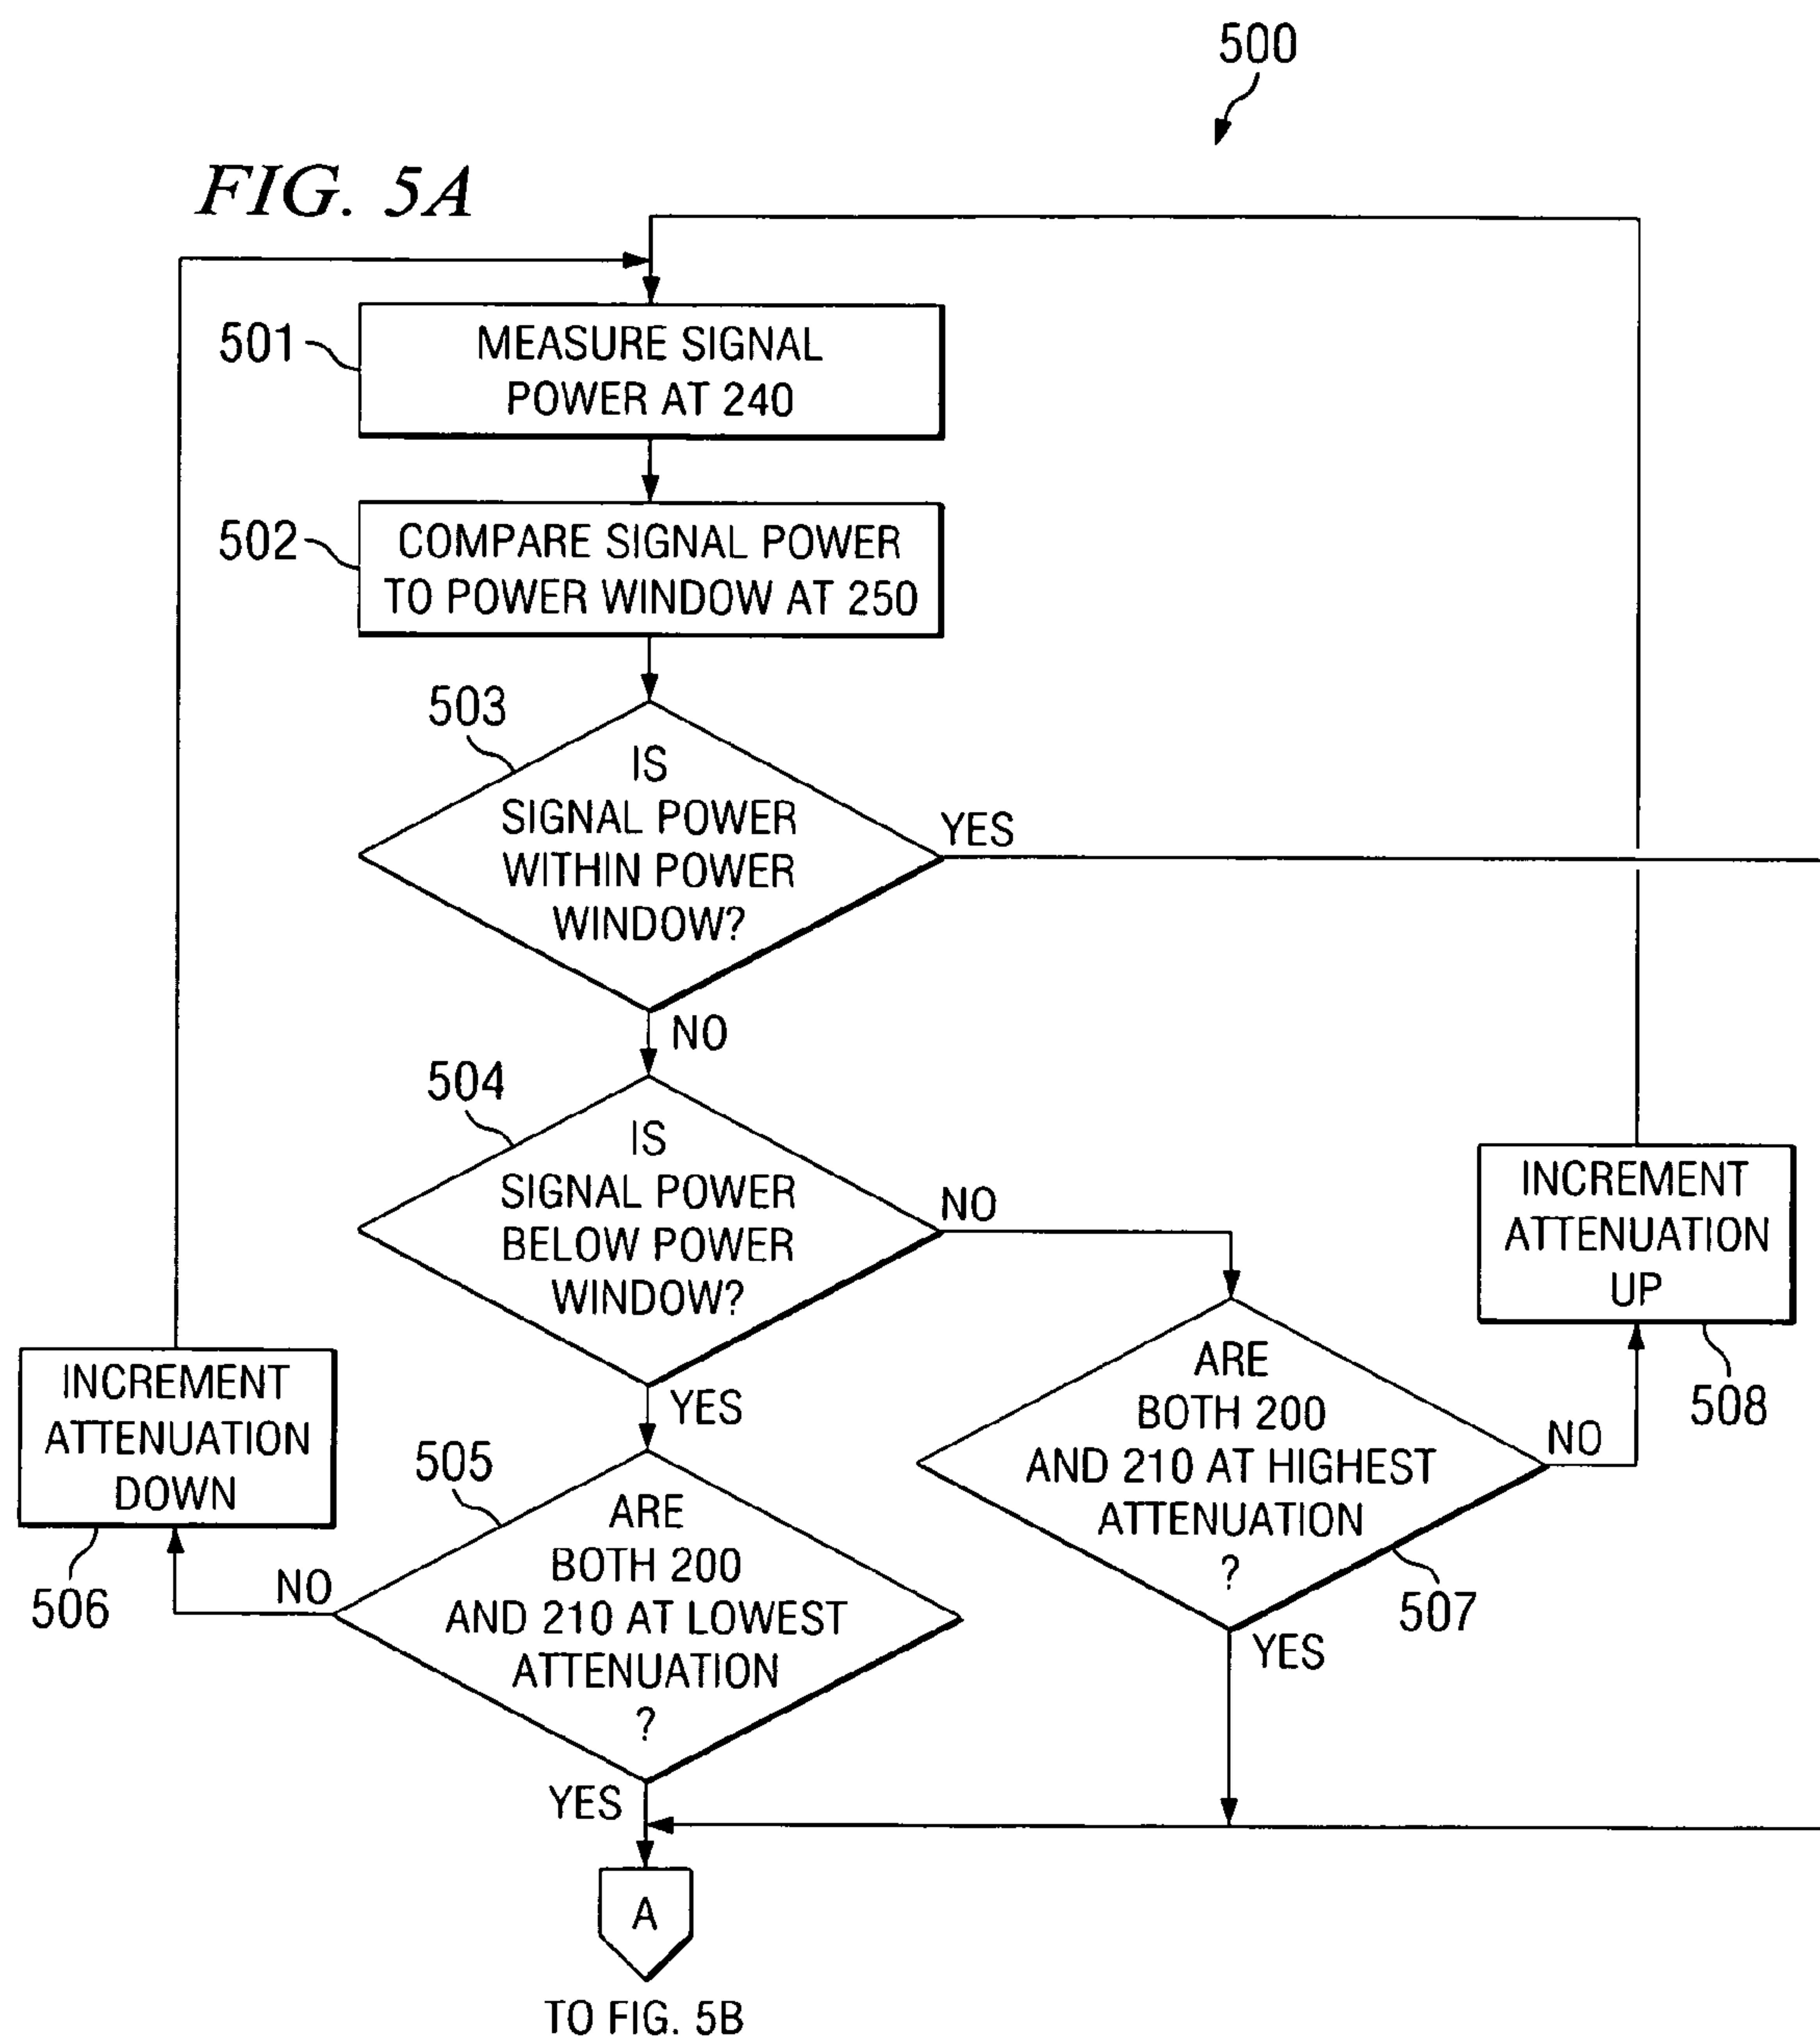 500
FIG. 5A
501
MEASURE SIGNAL
POWER AT 240
502
COMPARE SIGNAL POWER
TO POWER WINDOW AT 250
503
IS
SIGNAL POWER
WITHIN POWER
WINDOW?
YES
NO
504
IS
SIGNAL POWER
BELOW POWER
WINDOW?
NO
YES
INCREMENT
ATTENUATION
UP
508
INCREMENT
ATTENUATION
DOWN
506
505
ARE
BOTH 200
AND 210 AT LOWEST
ATTENUATION
?
NO
YES
ARE
BOTH 200
AND 210 AT HIGHEST
ATTENUATION
?
NO
507
YES
A
TO FIG. 5B